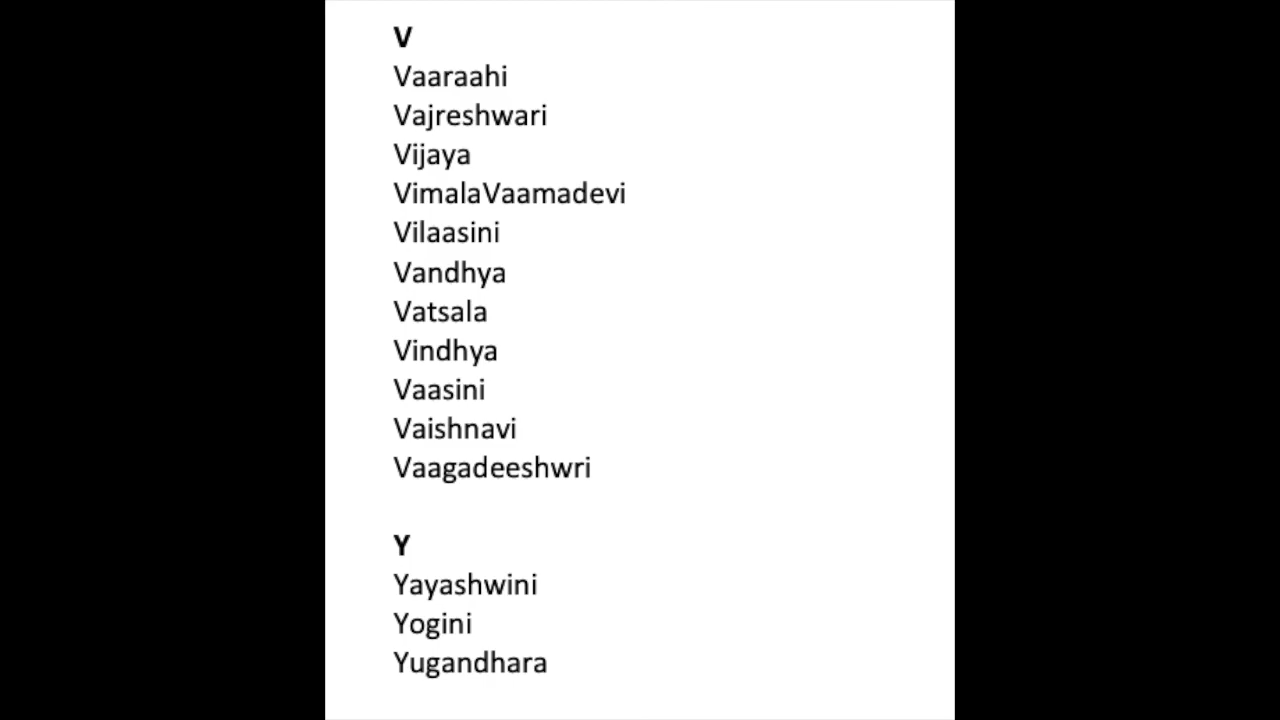 V
Vaaraahi
Vajreshwari
Vijaya
VimalaVaamadevi
Vilaasini
Vandhya
Vatsala
Vindhya
Vaasini
Vaishnavi
Vaagadeeshwri
Y
Yayashwini
Yogini
Yugandhara